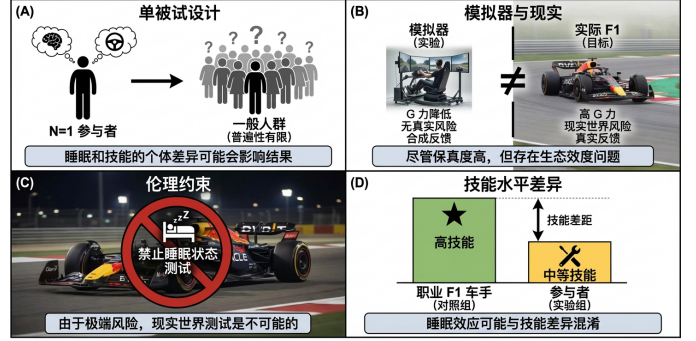 (A) 单被试设计
? ? ? ? ?
N=1 参与者
一般人群
(普遍性有限)
睡眠和技能的个体差异可能会影响结果
(B) 模拟器与现实
模拟器
(实验)
≠
实际 F1
(目标)
G 力降低
无真实风险
合成反馈
高 G 力
现实世界风险
真实反馈
尽管保真度高，但存在生态效度问题
(C) 伦理约束
zzZ
禁止睡眠状态
测试
ORACLE
由于极端风险，现实世界测试是不可能的
(D) 技能水平差异
高技能
技能差距
中等技能
职业 F1 车手
(对照组)
参与者
(实验组)
睡眠效应可能与技能差异混淆